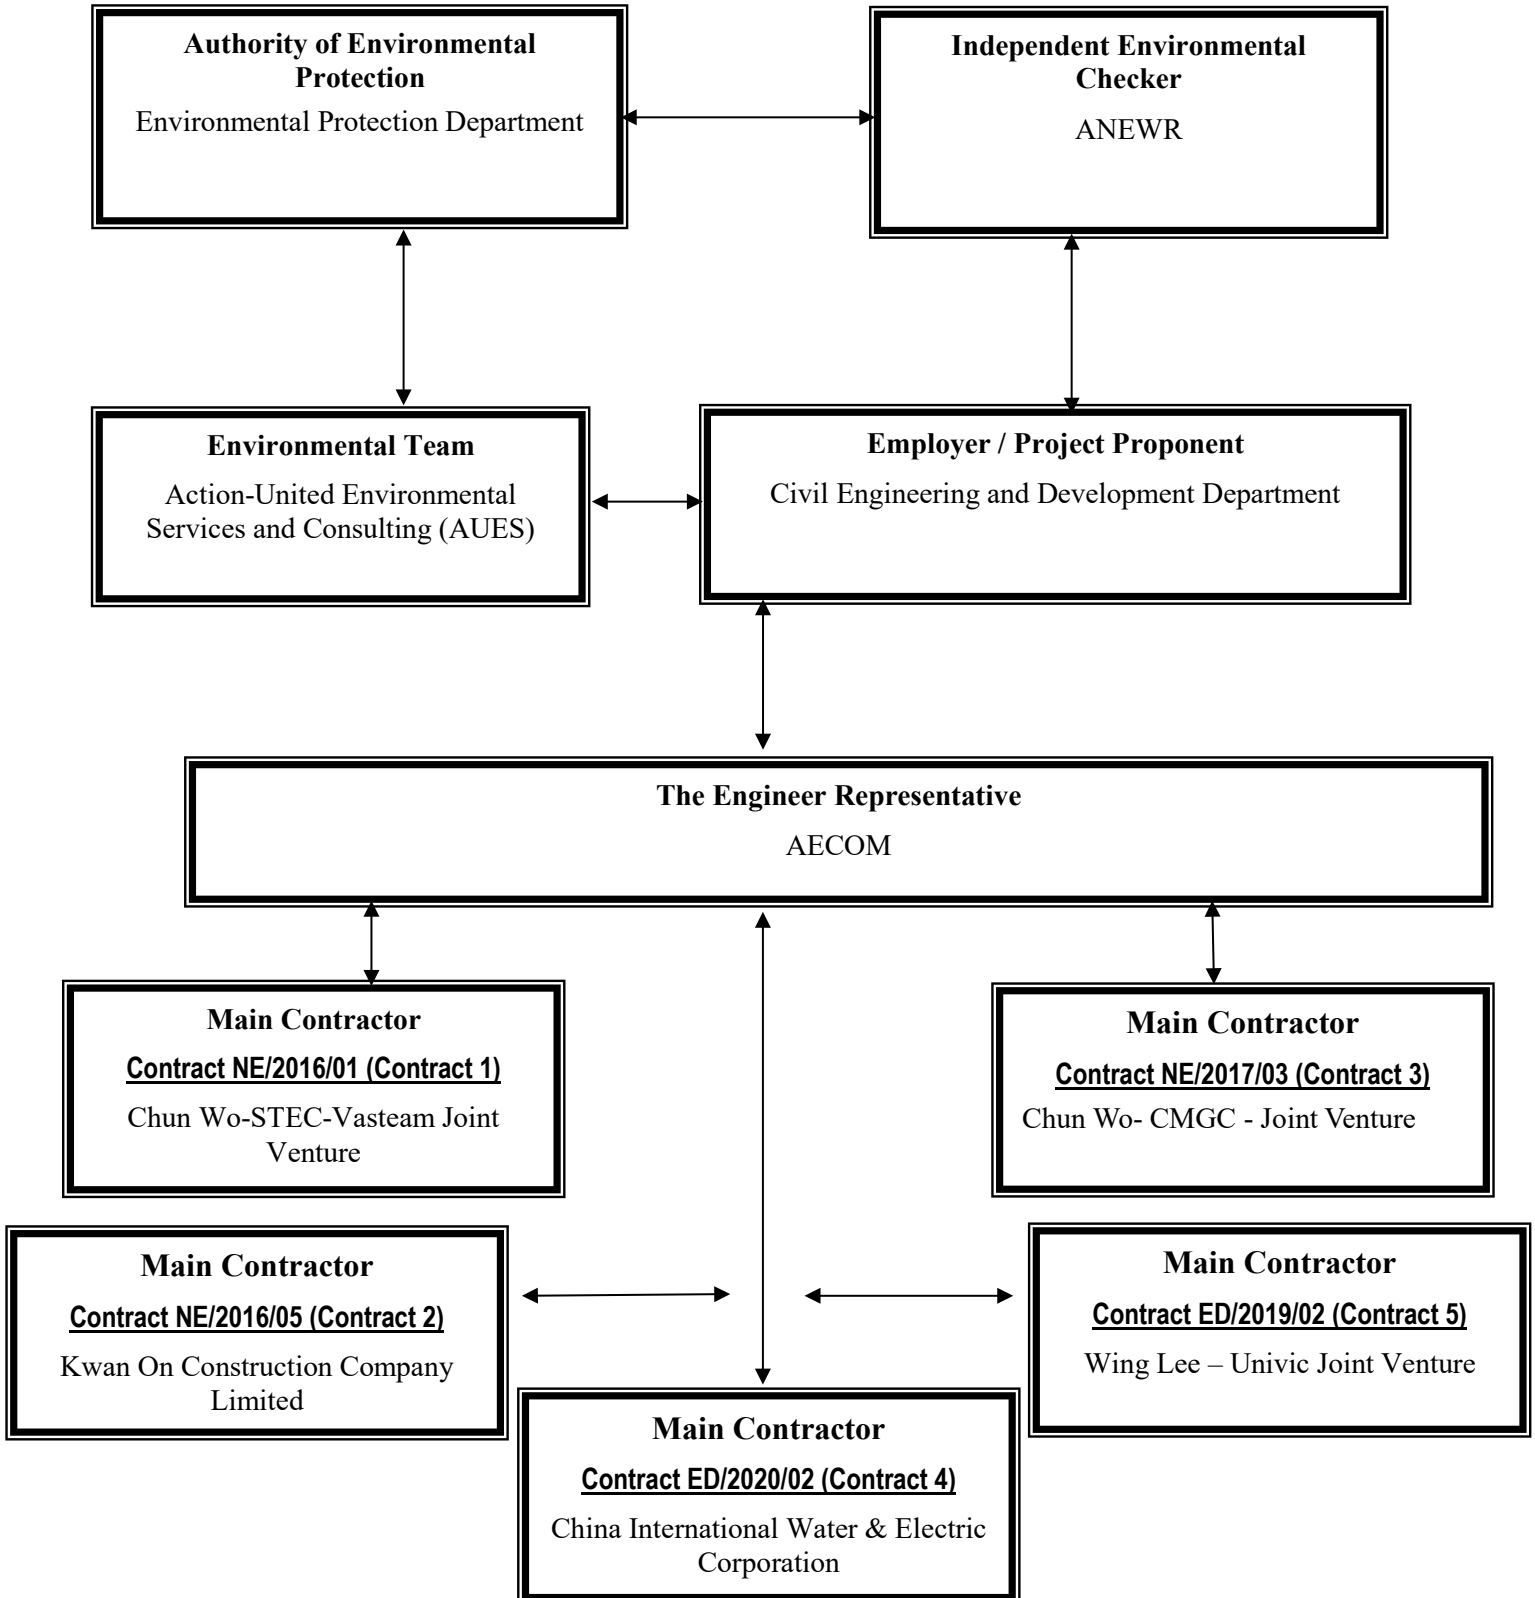 Authority of Environmental
Protection
Environmental Protection Department
Independent Environmental
Checker
ANEWR
Environmental Team
Action-United Environmental
Services and Consulting (AUES)
Employer / Project Proponent
Civil Engineering and Development Department
The Engineer Representative
AECOM
Main Contractor
Contract NE/2016/01 (Contract 1)
Chun Wo-STEC-Vasteam Joint
Venture
Main Contractor
Contract NE/2017/03 (Contract 3)
Chun Wo- CMGC - Joint Venture
Main Contractor
Contract NE/2016/05 (Contract 2)
Kwan On Construction Company
Limited
Main Contractor
Contract ED/2019/02 (Contract 5)
Wing Lee – Univic Joint Venture
Main Contractor
Contract ED/2020/02 (Contract 4)
China International Water & Electric
Corporation